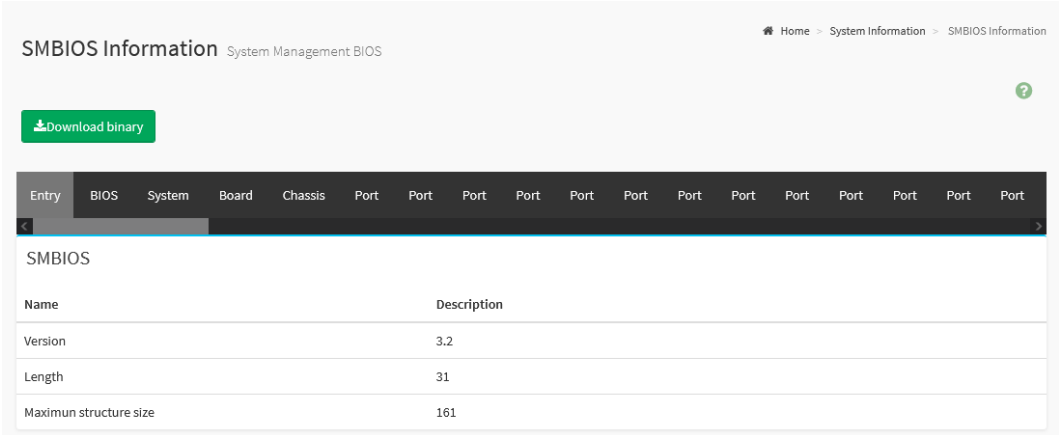 SMBIOS Information System Management BIOS
Home > System Information > SMBIOS Information
?
Download binary
Entry BIOS System Board Chassis Port Port Port Port Port Port Port Port Port Port Port Port Port
SMBIOS
Name Description
Version 3.2
Length 31
Maximun structure size 161